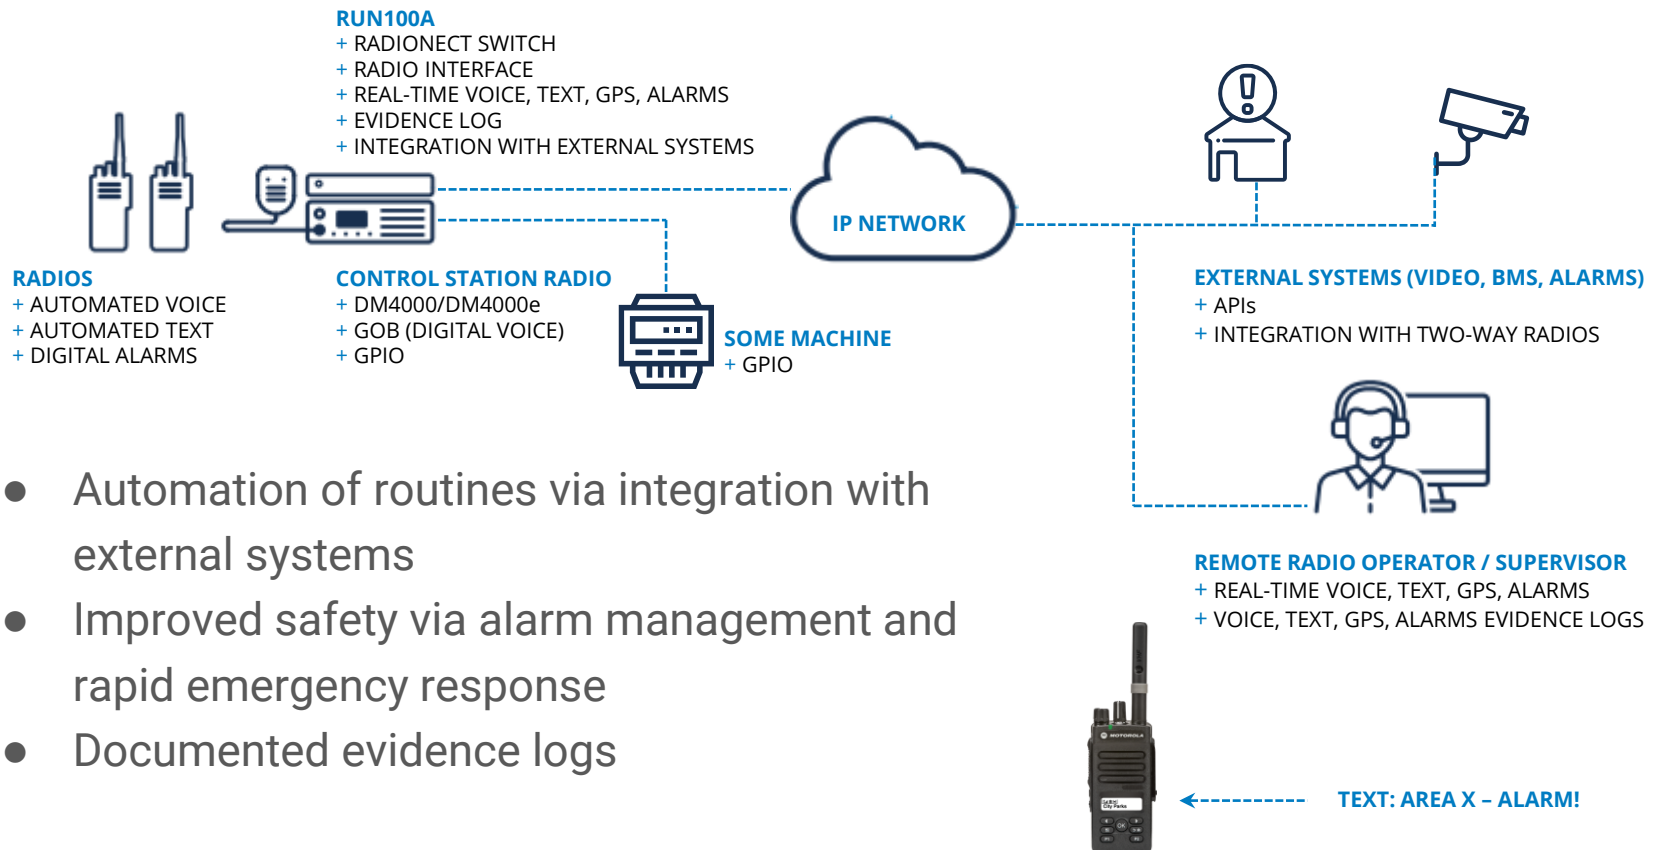 RUN100A
+ RADIONECT SWITCH
+ RADIO INTERFACE
+ REAL-TIME VOICE, TEXT, GPS, ALARMS
+ EVIDENCE LOG
+ INTEGRATION WITH EXTERNAL SYSTEMS
IP NETWORK
RADIOS
+ AUTOMATED VOICE
+ AUTOMATED TEXT
+ DIGITAL ALARMS
CONTROL STATION RADIO
+ DM4000/DM4000e
+ GOB (DIGITAL VOICE)
+ GPIO
SOME MACHINE
+ GPIO
EXTERNAL SYSTEMS (VIDEO, BMS, ALARMS)
+ APIs
+ INTEGRATION WITH TWO-WAY RADIOS
● Automation of routines via integration with
external systems
● Improved safety via alarm management and
rapid emergency response
● Documented evidence logs
REMOTE RADIO OPERATOR / SUPERVISOR
+ REAL-TIME VOICE, TEXT, GPS, ALARMS
+ VOICE, TEXT, GPS, ALARMS EVIDENCE LOGS
MOTOROLA
City Parks
OK
TEXT: AREA X – ALARM!